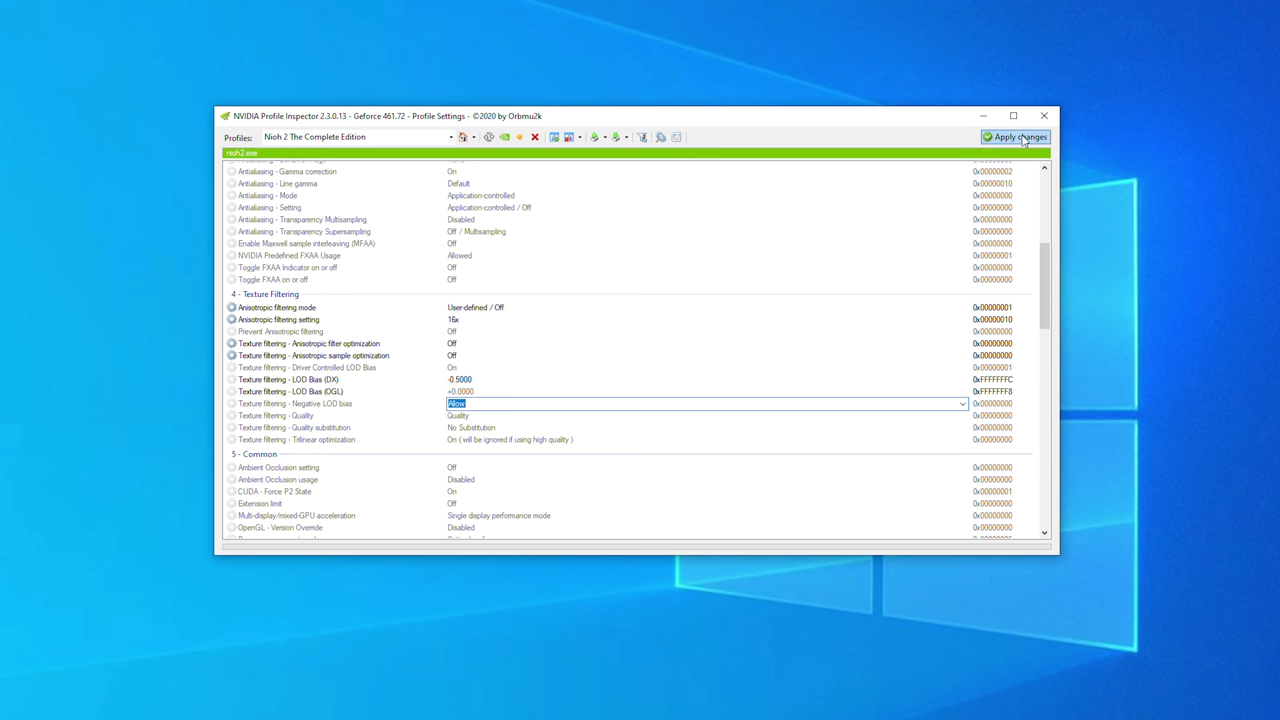 NVIDIA Profile Inspector 2.3.0.13 - Geforce 461.72 - Profile Settings - ©2020 by Orbmu2k
Profiles: Nioh 2 The Complete Edition Apply changes
nioh2.exe
Antialiasing - Gamma correction On 0x00000002
Antialiasing - Line gamma Default 0x00000010
Antialiasing - Mode Application-controlled 0x00000000
Antialiasing - Setting Application-controlled / Off 0x00000000
Antialiasing - Transparency Multisampling Disabled 0x00000000
Antialiasing - Transparency Supersampling Off / Multisampling 0x00000000
Enable Maxwell sample interleaving (MFAA) Off 0x00000000
NVIDIA Predefined FXAA Usage Allowed 0x00000001
Toggle FXAA Indicator on or off Off 0x00000000
Toggle FXAA on or off Off 0x00000000
4 - Texture Filtering
Anisotropic filtering mode User-defined / Off 0x00000001
Anisotropic filtering setting 16x 0x00000010
Prevent Anisotropic filtering Off 0x00000000
Texture filtering - Anisotropic filter optimization Off 0x00000000
Texture filtering - Anisotropic sample optimization Off 0x00000000
Texture filtering - Driver Controlled LOD Bias On 0x00000001
Texture filtering - LOD Bias (DX) -0.5000 0xFFFFFFFC
Texture filtering - LOD Bias (OGL) +0.0000 0xFFFFFFF8
Texture filtering - Negative LOD bias Allow 0x00000000
Texture filtering - Quality Quality 0x00000000
Texture filtering - Quality substitution No Substitution 0x00000000
Texture filtering - Trilinear optimization On ( will be ignored if using high quality ) 0x00000000
5 - Common
Ambient Occlusion setting Off 0x00000000
Ambient Occlusion usage Disabled 0x00000000
CUDA - Force P2 State On 0x00000001
Extension limit Off 0x00000000
Multi-display/mixed-GPU acceleration Single display performance mode 0x00000000
OpenGL - Version Override Disabled 0x00000000